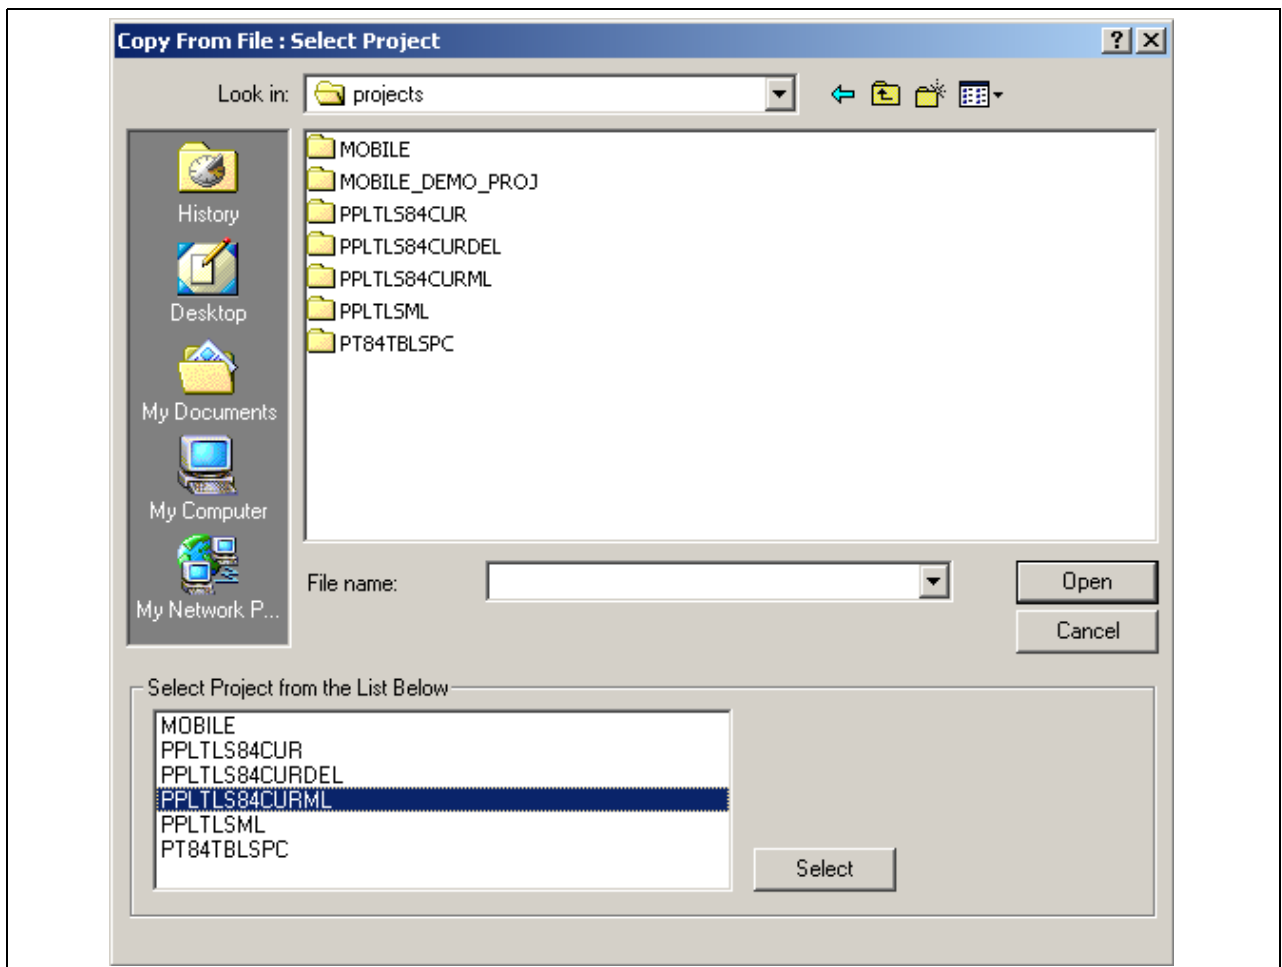 Copy From File : Select Project
Look in: projects
History
Desktop
My Documents
My Computer
My Network P...
MOBILE
MOBILE_DEMO_PROJ
PPLTLS84CUR
PPLTLS84CURDEL
PPLTLS84CURML
PPLTLSML
PT84TBLSPC
File name:
Open
Cancel
Select Project from the List Below
MOBILE
PPLTLS84CUR
PPLTLS84CURDEL
PPLTLS84CURML
PPLTLSML
PT84TBLSPC
Select